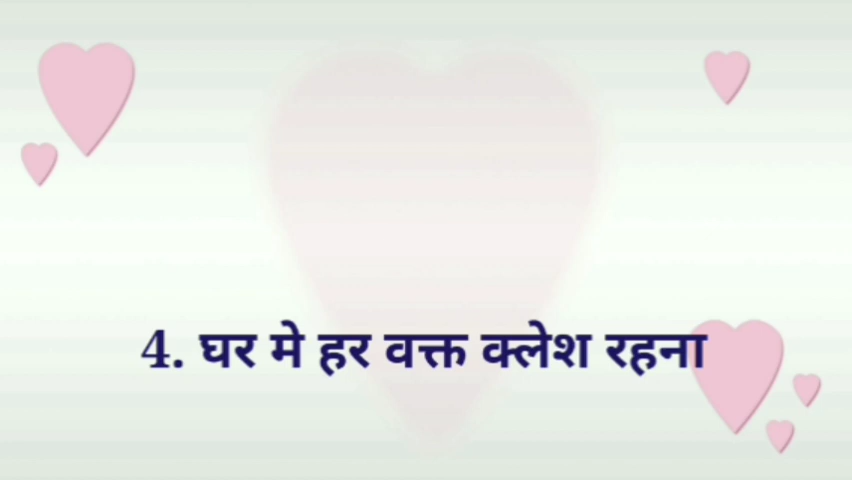 4. घर मे हर वक्त क्लेश रहना